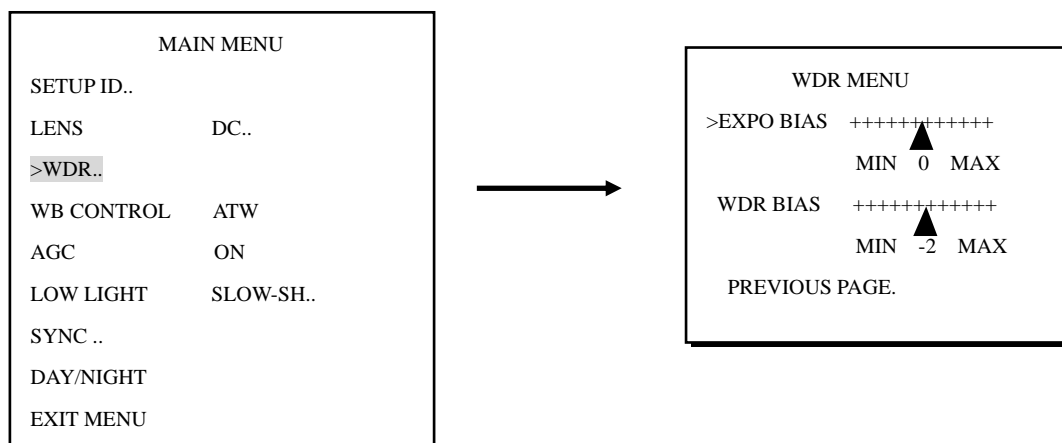 MAIN MENU
SETUP ID..
LENS DC..
>WDR..
WB CONTROL ATW
AGC ON
LOW LIGHT SLOW-SH..
SYNC ..
DAY/NIGHT
EXIT MENU
WDR MENU
>EXPO BIAS ++++++++++++
MIN 0 MAX
WDR BIAS ++++++++++++
MIN -2 MAX
PREVIOUS PAGE.